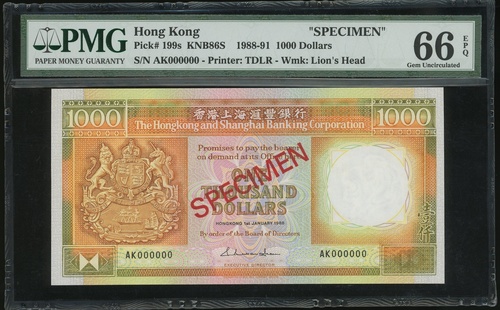 PMG
PAPER MONEY GUARANTY
Hong Kong "SPECIMEN"
Pick# 199s KNB86S 1988-91 1000 Dollars
S/N AK000000 - Printer: TDLR - Wmk: Lion's Head
66 EPQ
Gem Uncirculated
香港上海滙豐銀行
1000 The Hongkong and Shanghai Banking Corporation 1000
Promises to pay the bearer
on demand at its Office here
ONE
THOUSAND
DOLLARS
SPECIMEN
HONGKONG 1st JANUARY 1988
By order of the Board of Directors
EXECUTIVE DIRECTOR
AK000000 AK000000